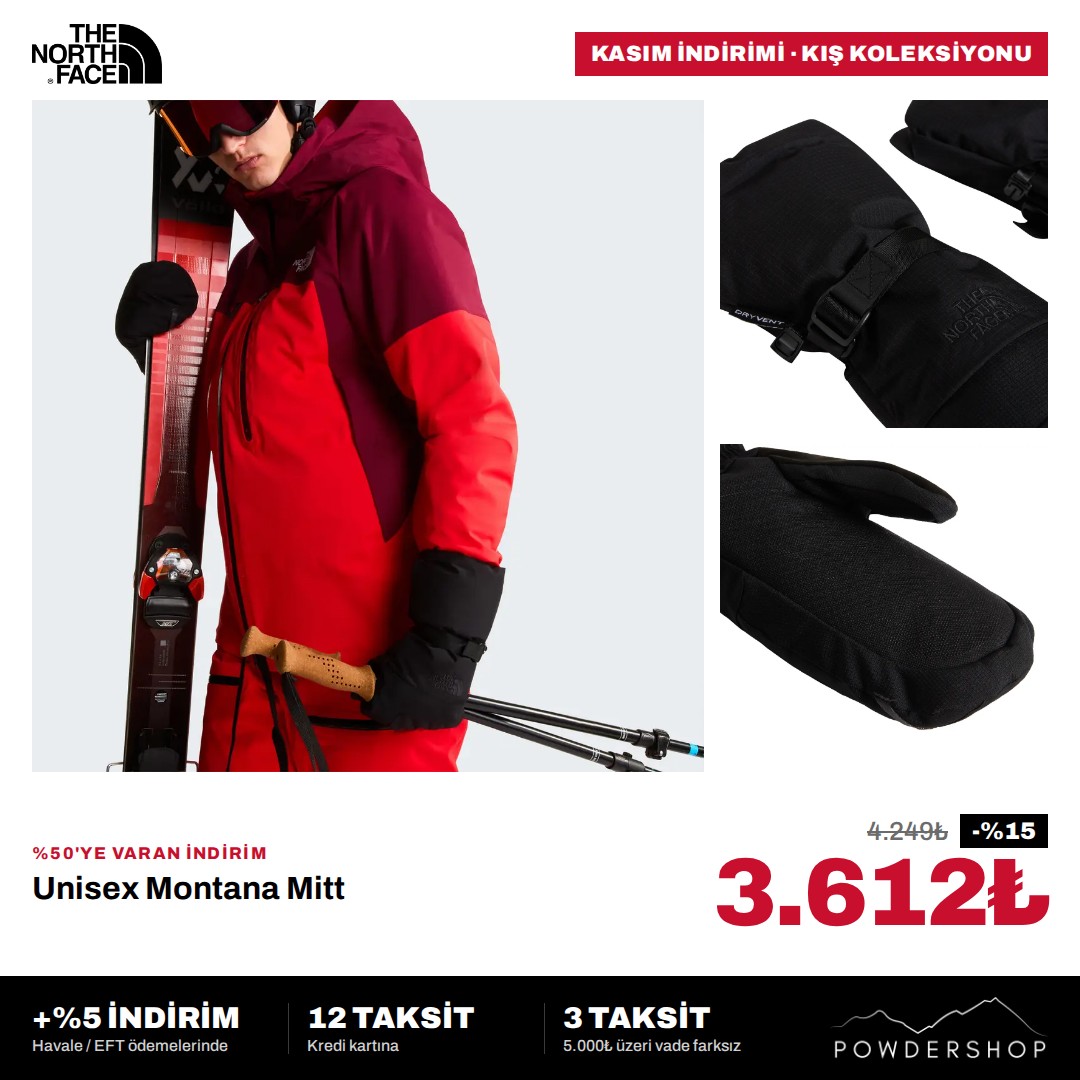 THE
NORTH
FACE
KASIM İNDİRİMİ · KIŞ KOLEKSİYONU
DRYVENT
THE
NORTH
FACE
%50'YE VARAN İNDİRİM
Unisex Montana Mitt
4.249₺
-%15
3.612₺
+%5 İNDİRİM
Havale / EFT ödemelerinde
12 TAKSİT
Kredi kartına
3 TAKSİT
5.000₺ üzeri vade farksız
POWDERSHOP